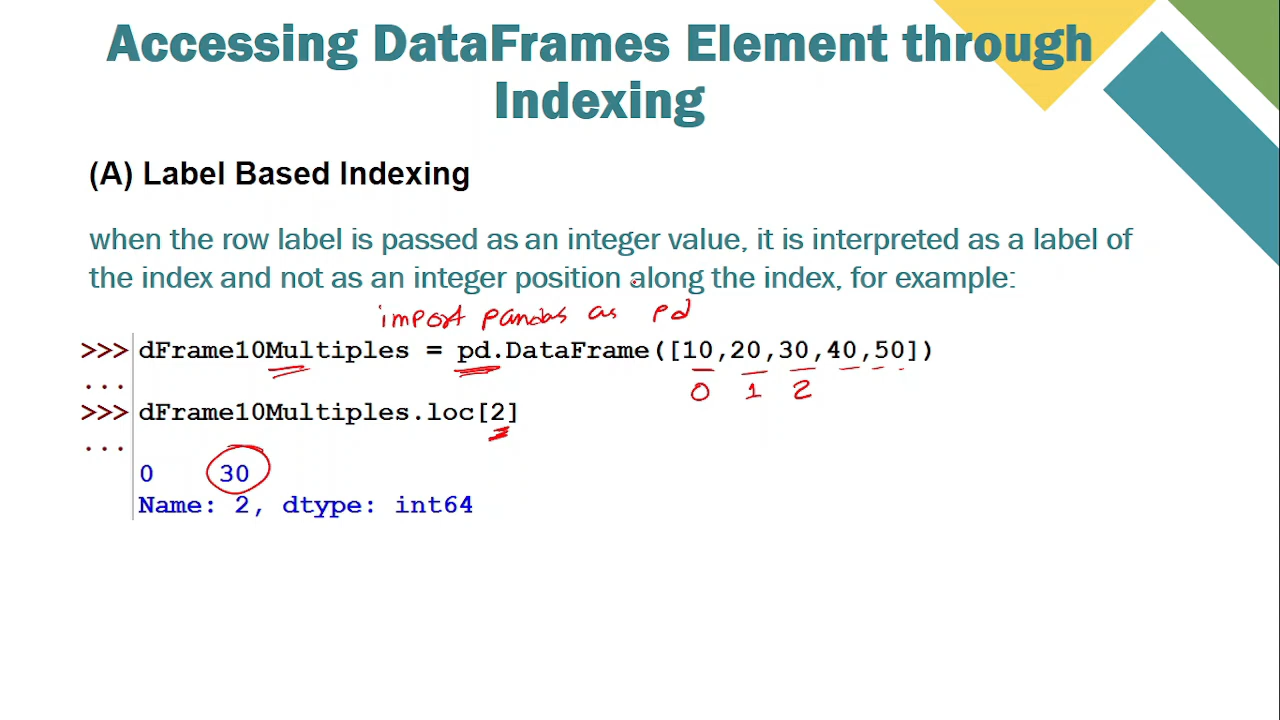 Accessing DataFrames Element through
Indexing
(A) Label Based Indexing
when the row label is passed as an integer value, it is interpreted as a label of
the index and not as an integer position along the index, for example:
import pandas as pd
>>> dFrame10Multiples = pd.DataFrame([10,20,30,40,50])
...
0 1 2
>>> dFrame10Multiples.loc[2]
...
0 30
Name: 2, dtype: int64